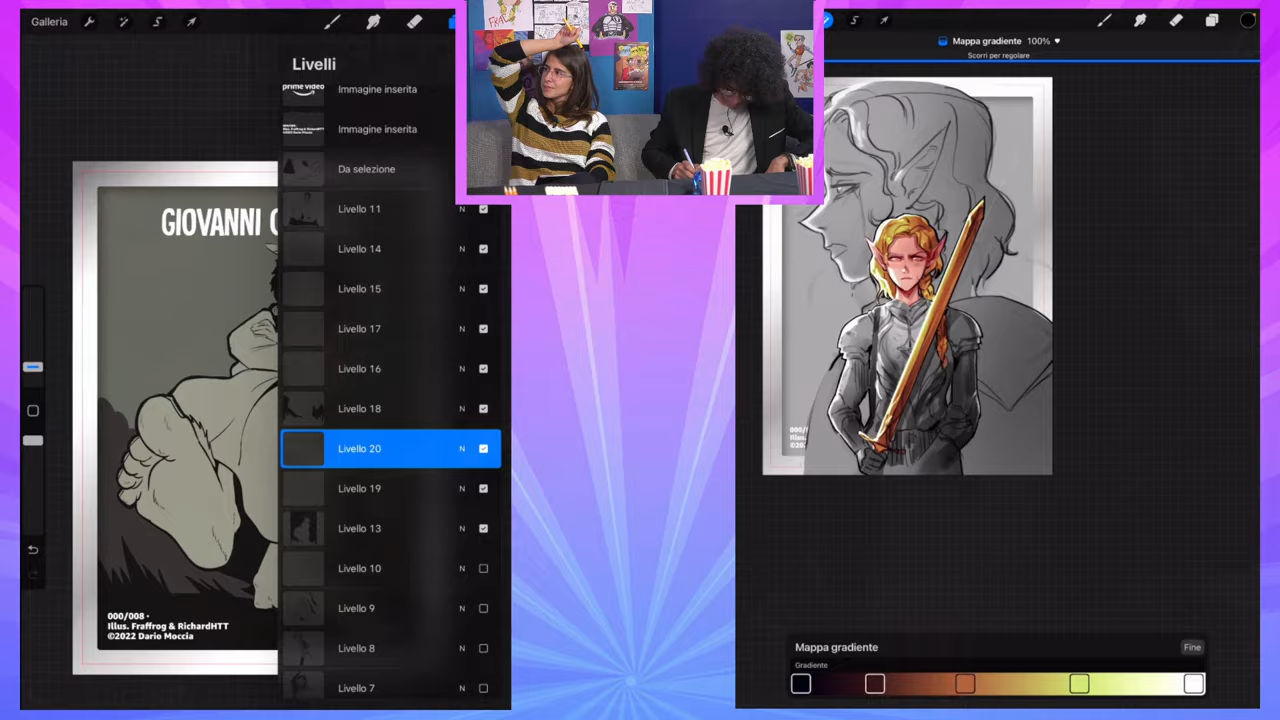 Galleria
Livelli
prime video
Immagine inserita
Immagine inserita
Da selezione
Livello 11 N
Livello 14 N
Livello 15 N
Livello 17 N
Livello 16 N
Livello 18 N
Livello 20 N
Livello 19 N
Livello 13 N
Livello 10 N
Livello 9 N
Livello 8 N
Livello 7 N
GIOVANNI
000/008 ·
Illus. Fraffrog & RichardHTT
©2022 Dario Moccia
Mappa gradiente 100%
Scorri per regolare
Illus.
Mappa gradiente
Fine
Gradiente